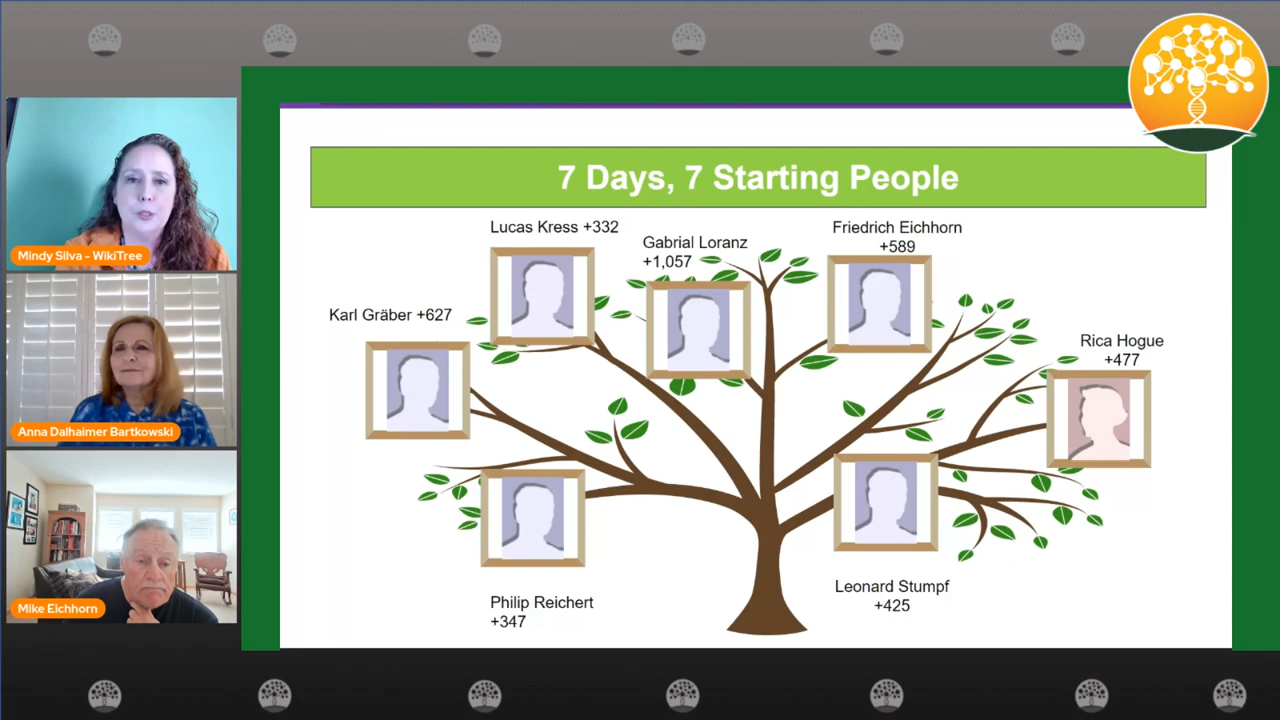 7 Days, 7 Starting People
Lucas Kress +332
Gabrial Loranz
+1,057
Friedrich Eichhorn
+589
Karl Gräber +627
Rica Hogue
+477
Philip Reichert
+347
Leonard Stumpf
+425
Mindy Silva - WikiTree
Anna Dalhaimer Bartkowski
Mike Eichhorn